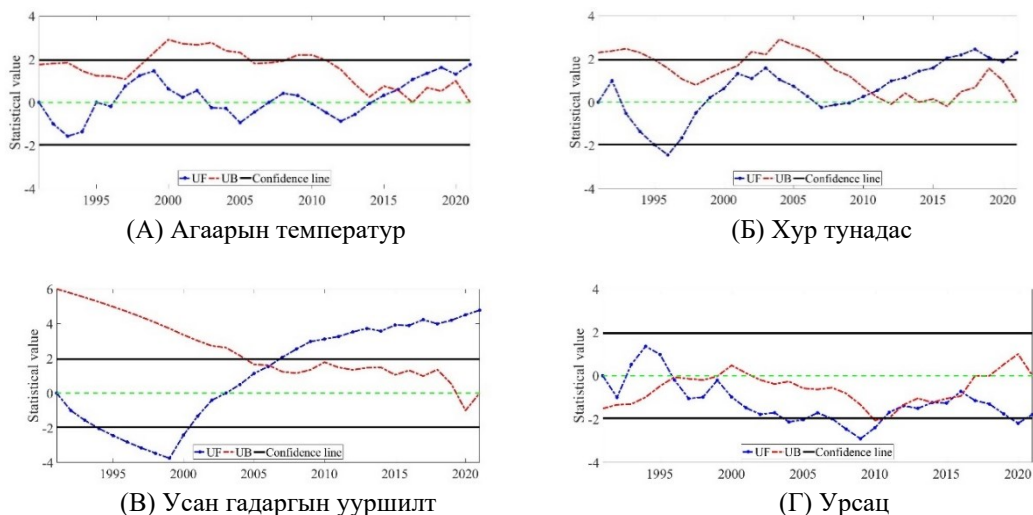 4
2
0
-2
-4
Statistical value
UF UB Confidence line
1995 2000 2005 2010 2015 2020
(А) Агаарын температур
4
2
0
-2
-4
Statistical value
UF UB Confidence line
1995 2000 2005 2010 2015 2020
(Б) Хур тунадас
6
4
2
0
-2
-4
Statistical value
UF UB Confidence line
1995 2000 2005 2010 2015 2020
(В) Усан гадаргын ууршилт
4
2
0
-2
-4
Statistical value
UF UB Confidence line
1995 2000 2005 2010 2015 2020
(Г) Урсац